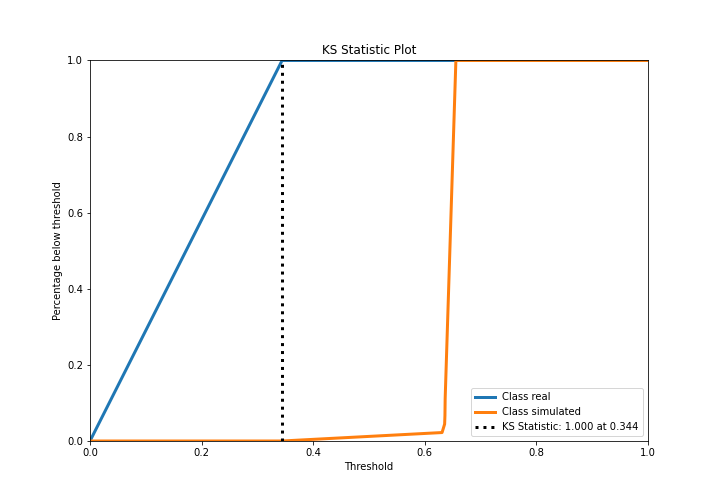 KS Statistic Plot
Percentage below threshold
1.0
0.8
0.6
0.4
0.2
0.0
0.0 0.2 0.4 0.6 0.8 1.0
Threshold
Class real
Class simulated
KS Statistic: 1.000 at 0.344